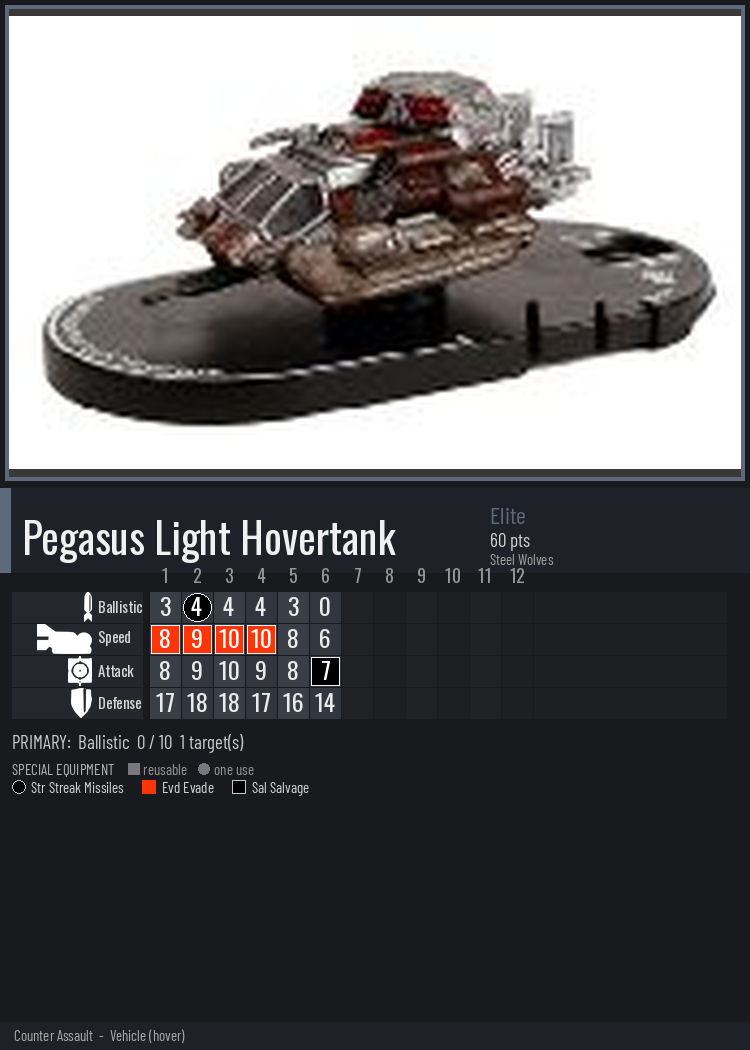 Pegasus Light Hovertank
Elite
60 pts
Steel Wolves
1 2 3 4 5 6 7 8 9 10 11 12
Ballistic 3 4 4 4 3 0
Speed 8 9 10 10 8 6
Attack 8 9 10 9 8 7
Defense 17 18 18 17 16 14
PRIMARY: Ballistic 0 / 10 1 target(s)
SPECIAL EQUIPMENT reusable one use
Str Streak Missiles Evd Evade Sal Salvage
Counter Assault - Vehicle (hover)